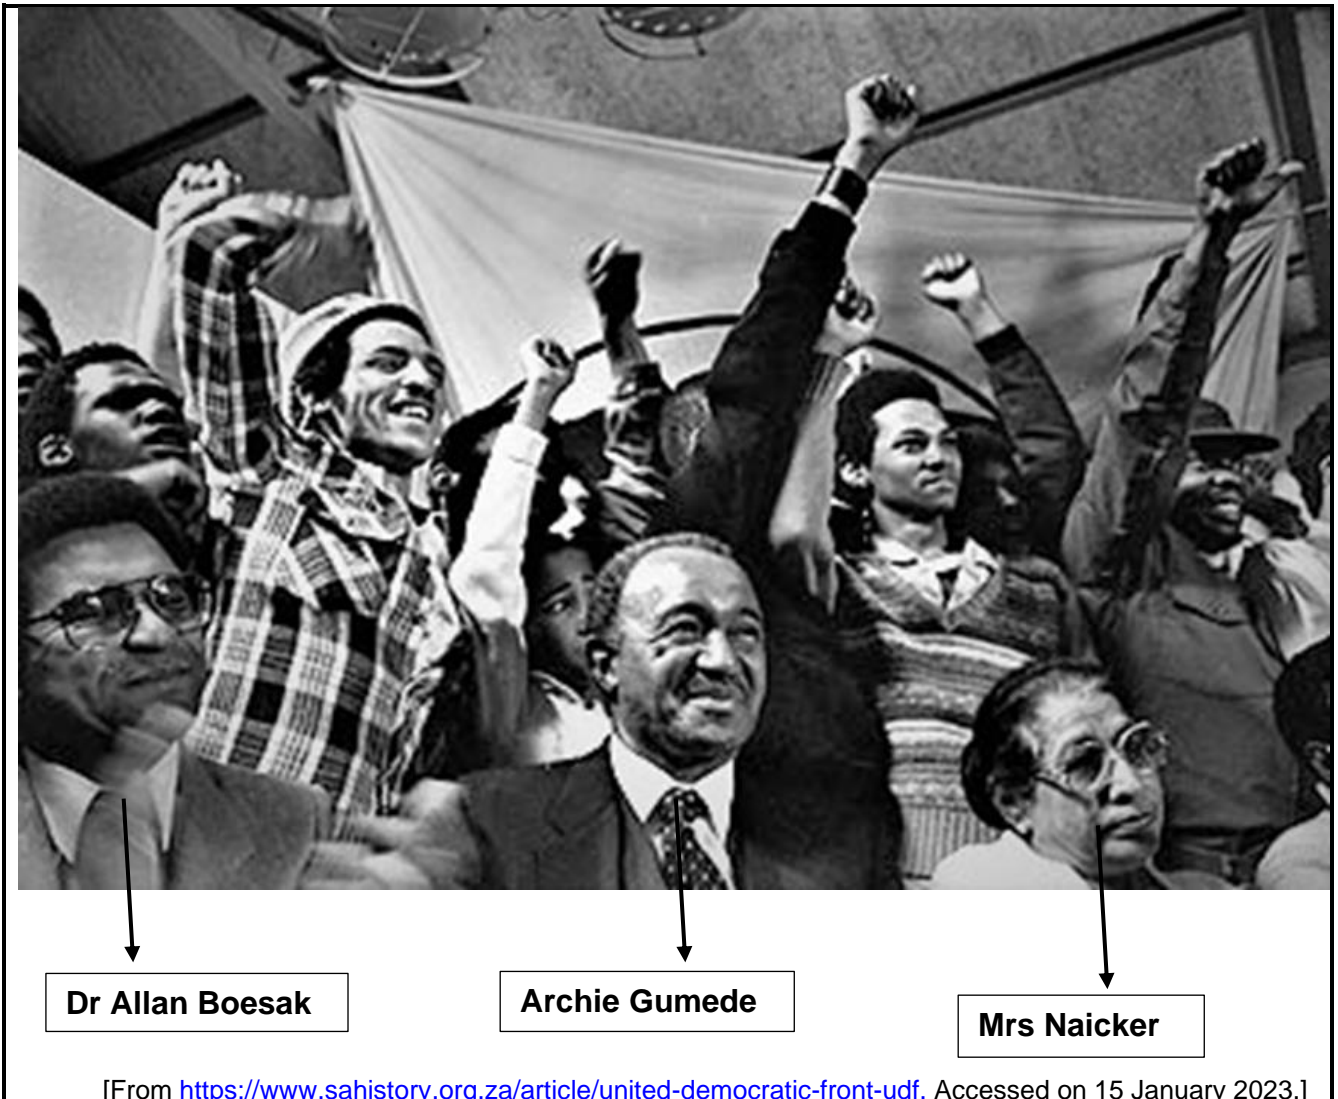 Dr Allan Boesak
Archie Gumede
Mrs Naicker
[From https://www.sahistory.org.za/article/united-democratic-front-udf. Accessed on 15 January 2023.]